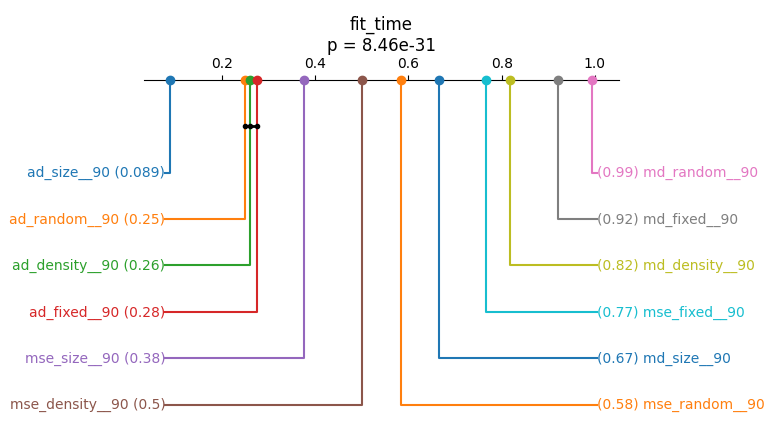 fit_time
p = 8.46e-31
0.2 0.4 0.6 0.8 1.0
ad_size__90 (0.089) (0.99) md_random__90
ad_random__90 (0.25) (0.92) md_fixed__90
ad_density__90 (0.26) (0.82) md_density__90
ad_fixed__90 (0.28) (0.77) mse_fixed__90
mse_size__90 (0.38) (0.67) md_size__90
mse_density__90 (0.5) (0.58) mse_random__90